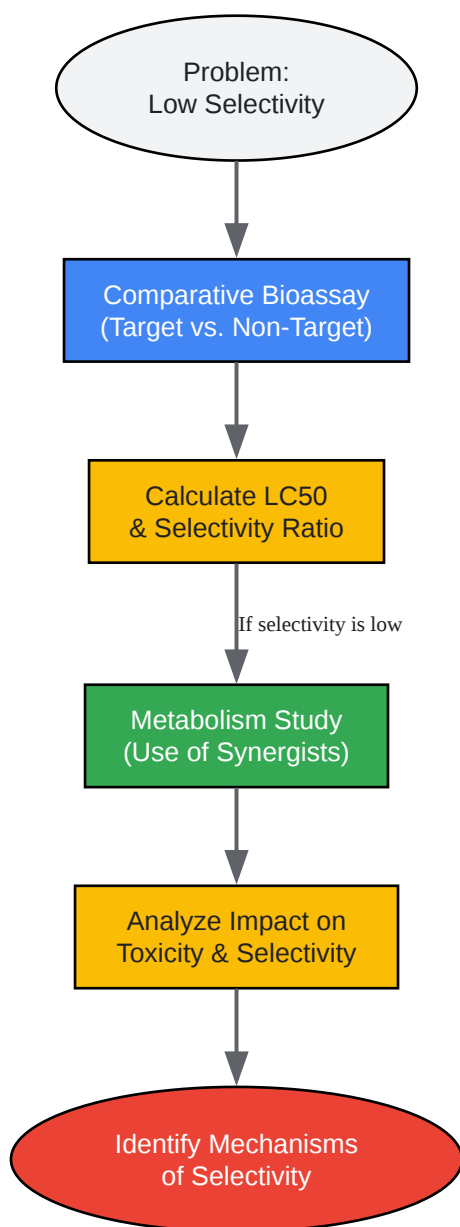 Problem:
Low Selectivity
Comparative Bioassay
(Target vs. Non-Target)
Calculate LC50
& Selectivity Ratio
If selectivity is low
Metabolism Study
(Use of Synergists)
Analyze Impact on
Toxicity & Selectivity
Identify Mechanisms
of Selectivity